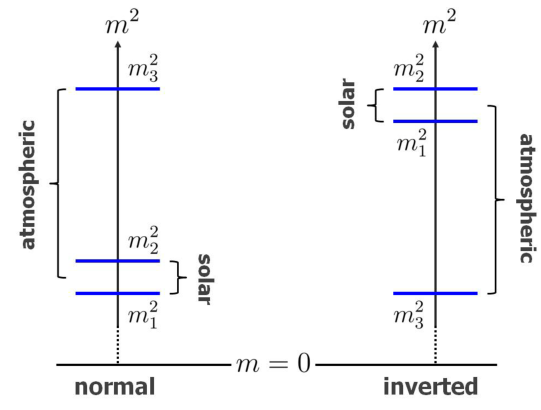 m²
m₃²
atmospheric
m₂²
solar
m₁²
normal
m = 0
m²
m₂²
solar
m₁²
atmospheric
m₃²
inverted